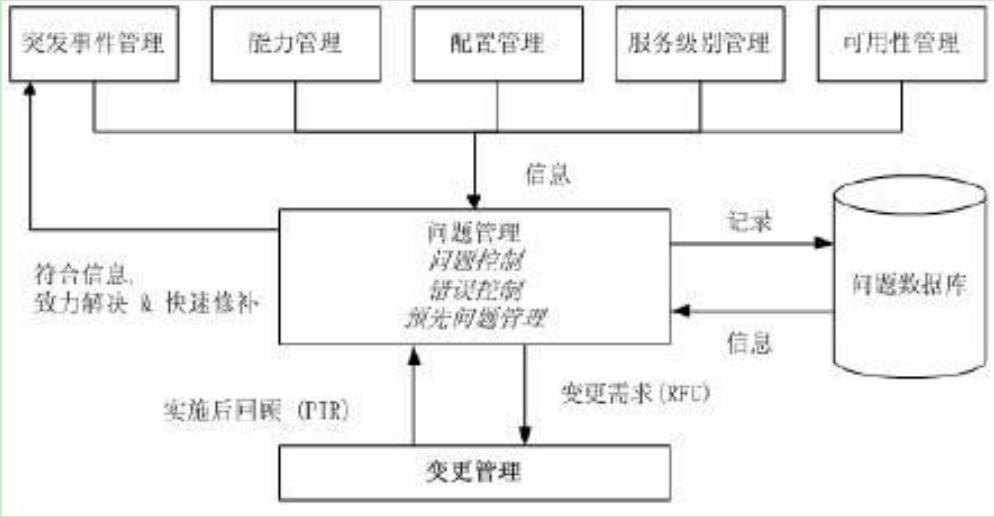 突发事件管理
能力管理
配置管理
服务级别管理
可用性管理
信息
问题管理
问题控制
错误控制
预先问题管理
记录
问题数据库
信息
符合信息,
致力解决 & 快速修补
实施后回顾 (PIR)
变更需求(RFC)
变更管理